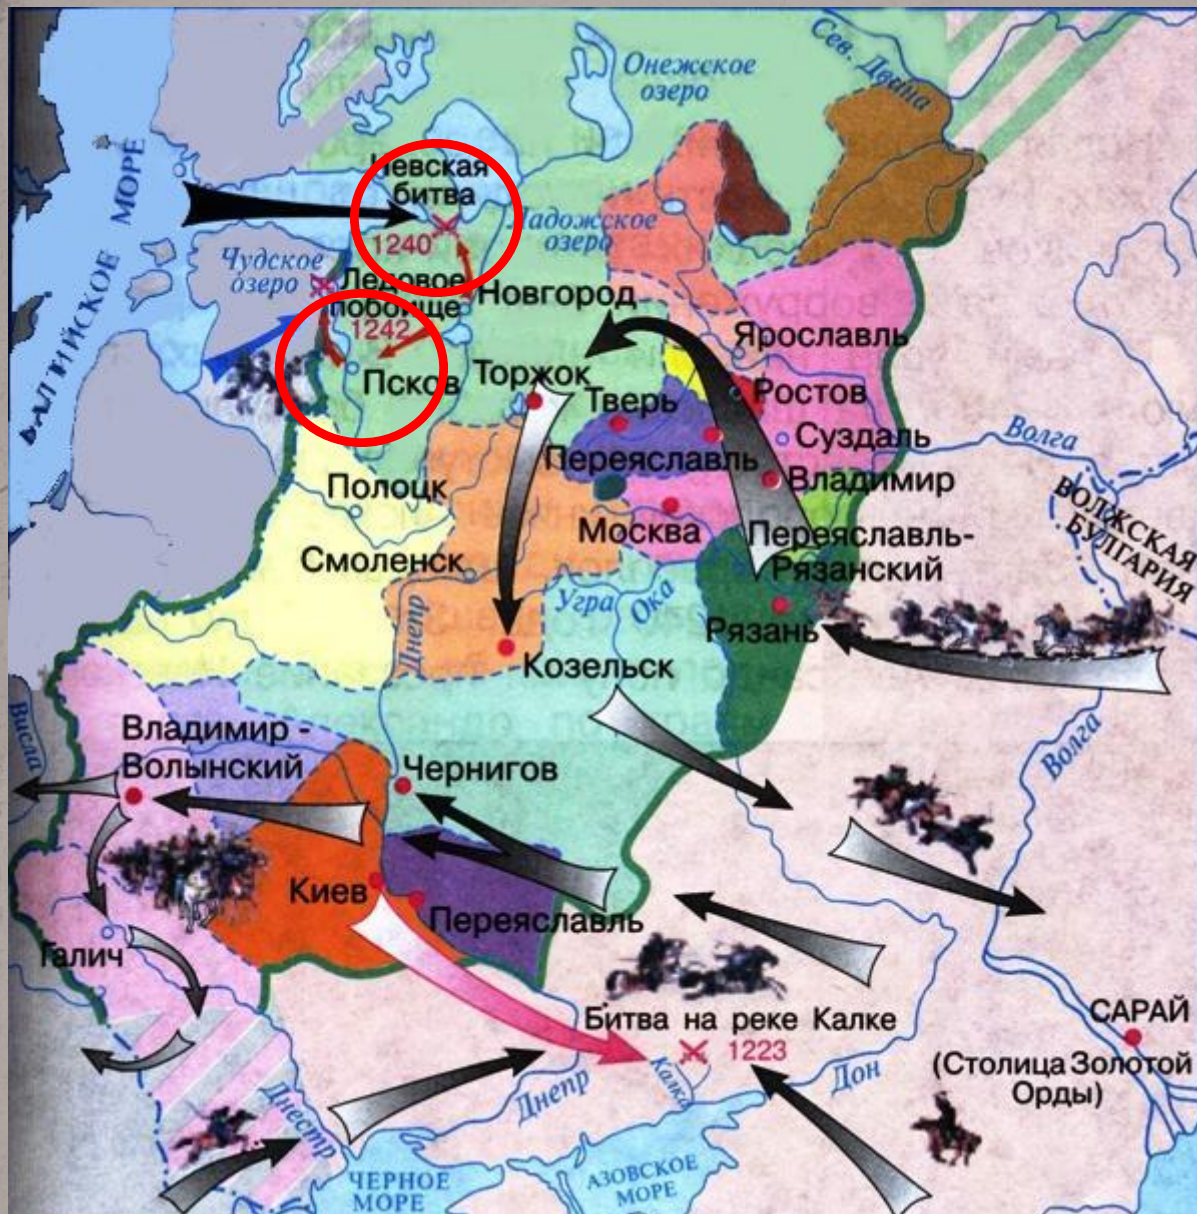 Сев. Двина
Онежское
озеро
БАЛТИЙСКОЕ МОРЕ
Невская
битва
1240
Ладожское
озеро
Чудское
озеро
Ледовое
побоище
1242
Новгород
Псков
Торжок
Ярославль
Тверь
Ростов
Суздаль
Переяславль
Владимир
Волга
ВОЛЖСКАЯ
БУЛГАРИЯ
Полоцк
Москва
Переяславль-
Рязанский
Смоленск
Днепр
Угра
Ока
Рязань
Козельск
Висла
Владимир -
Волынский
Чернигов
Волга
Киев
Переяславль
Галич
Битва на реке Калке
1223
Калка
САРАЙ
(Столица Золотой
Орды)
Днепр
Дон
Днестр
ЧЕРНОЕ
МОРЕ
АЗОВСКОЕ
МОРЕ